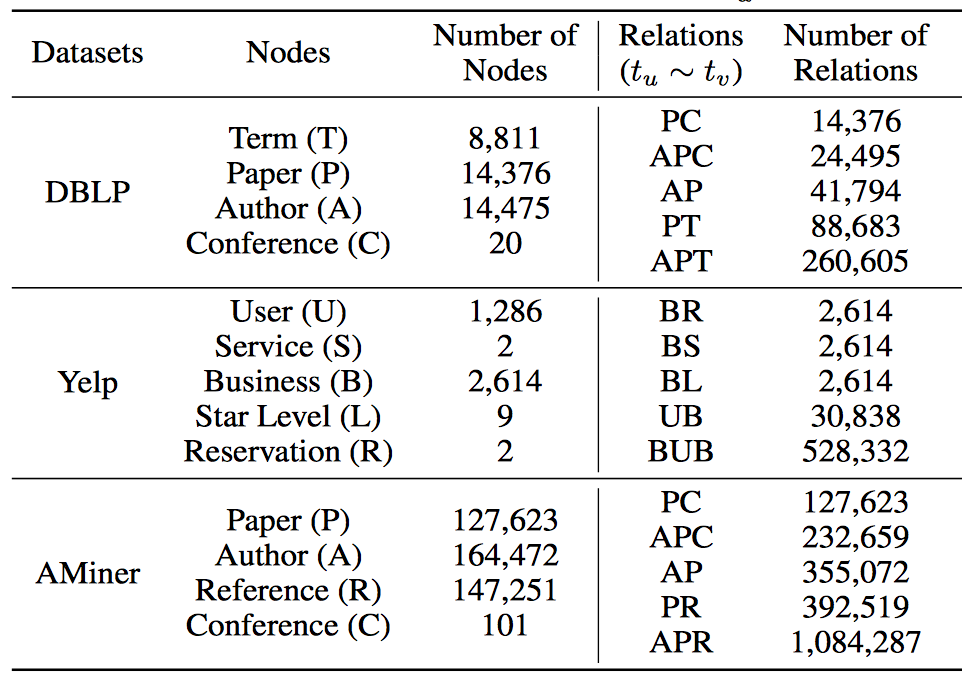 Datasets Nodes Number of Nodes Relations (t_u ∼ t_v) Number of Relations
DBLP
Term (T) 8,811
Paper (P) 14,376
Author (A) 14,475
Conference (C) 20
PC 14,376
APC 24,495
AP 41,794
PT 88,683
APT 260,605
Yelp
User (U) 1,286
Service (S) 2
Business (B) 2,614
Star Level (L) 9
Reservation (R) 2
BR 2,614
BS 2,614
BL 2,614
UB 30,838
BUB 528,332
AMiner
Paper (P) 127,623
Author (A) 164,472
Reference (R) 147,251
Conference (C) 101
PC 127,623
APC 232,659
AP 355,072
PR 392,519
APR 1,084,287